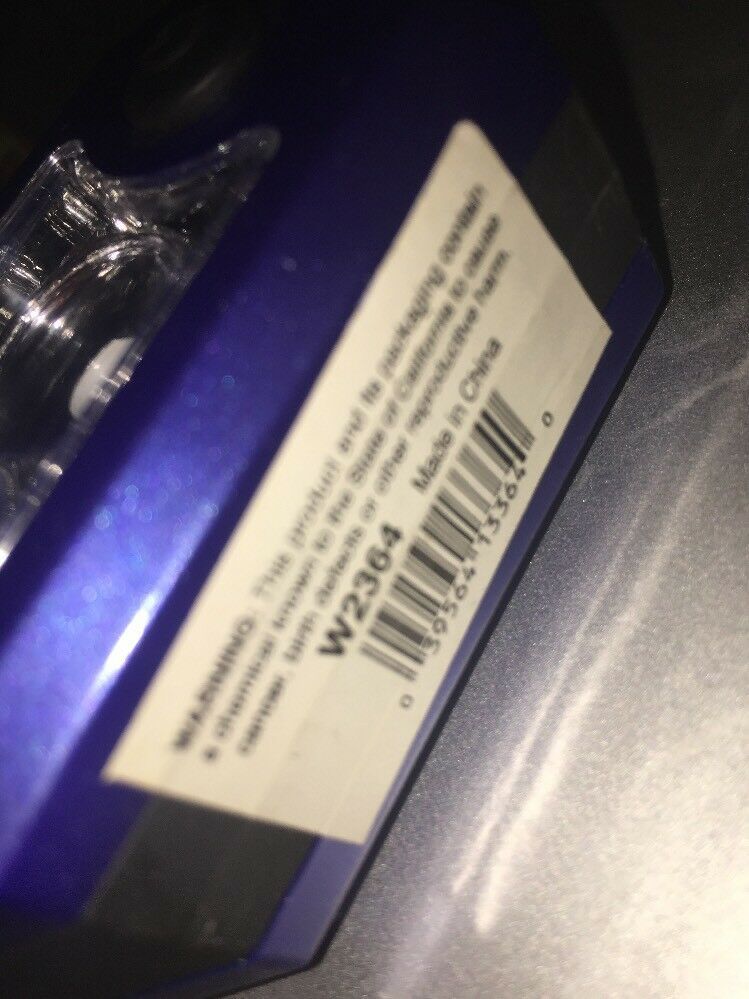 WARNING: This product and its packaging contain
a chemical known to the State of California to cause
cancer, birth defects or other reproductive harm.
W2364 Made in China
0 39564 13364 0